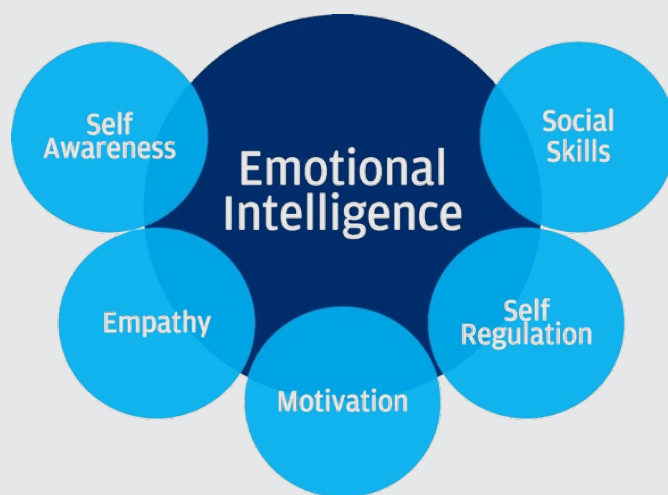 Self
Awareness
Emotional
Intelligence
Social
Skills
Empathy
Self
Regulation
Motivation